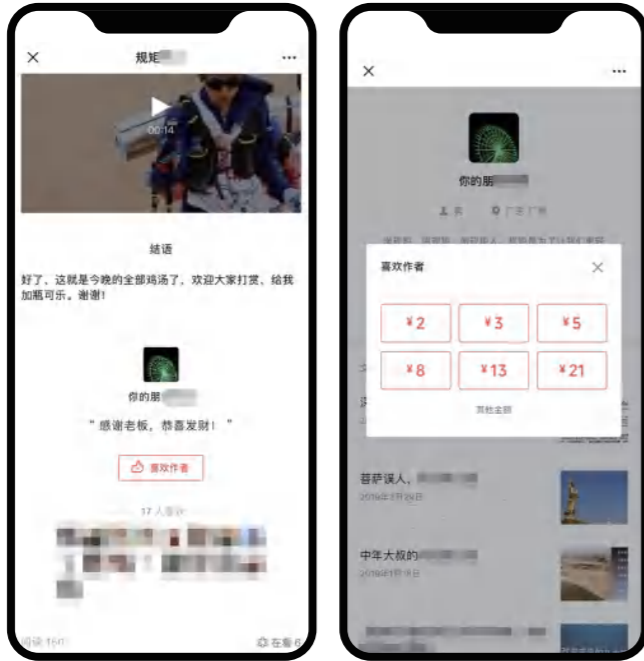 规矩
00:14
结语
好了，这就是今晚的全部鸡汤了，欢迎大家打赏、给我
加瓶可乐。谢谢！
你的朋
“感谢老板，恭喜发财！”
喜欢作者
17 人喜欢
阅读 150
在看 6
你的朋
喜欢作者
¥2
¥3
¥5
¥8
¥13
¥21
其他金额
菩萨误人，
中年大叔的